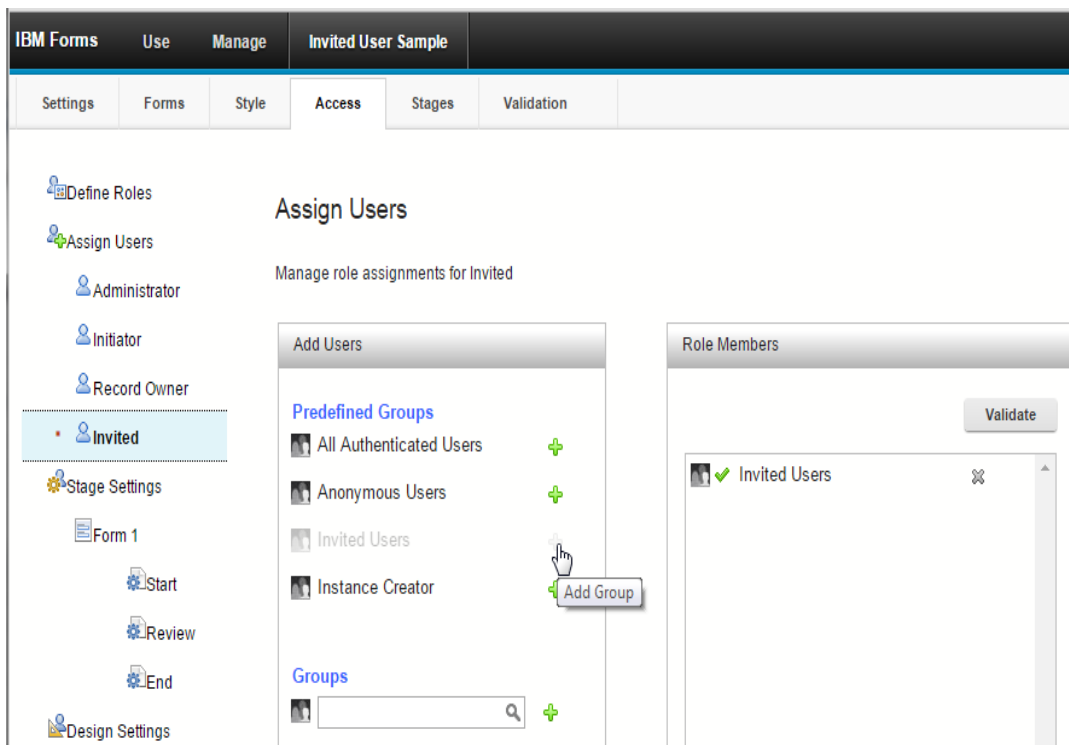 IBM Forms Use Manage Invited User Sample
Settings Forms Style Access Stages Validation
Define Roles
Assign Users
Administrator
Initiator
Record Owner
Invited
Stage Settings
Form 1
Start
Review
End
Design Settings
Assign Users
Manage role assignments for Invited
Add Users
Predefined Groups
All Authenticated Users
Anonymous Users
Invited Users
Instance Creator
Add Group
Groups
Role Members
Validate
Invited Users